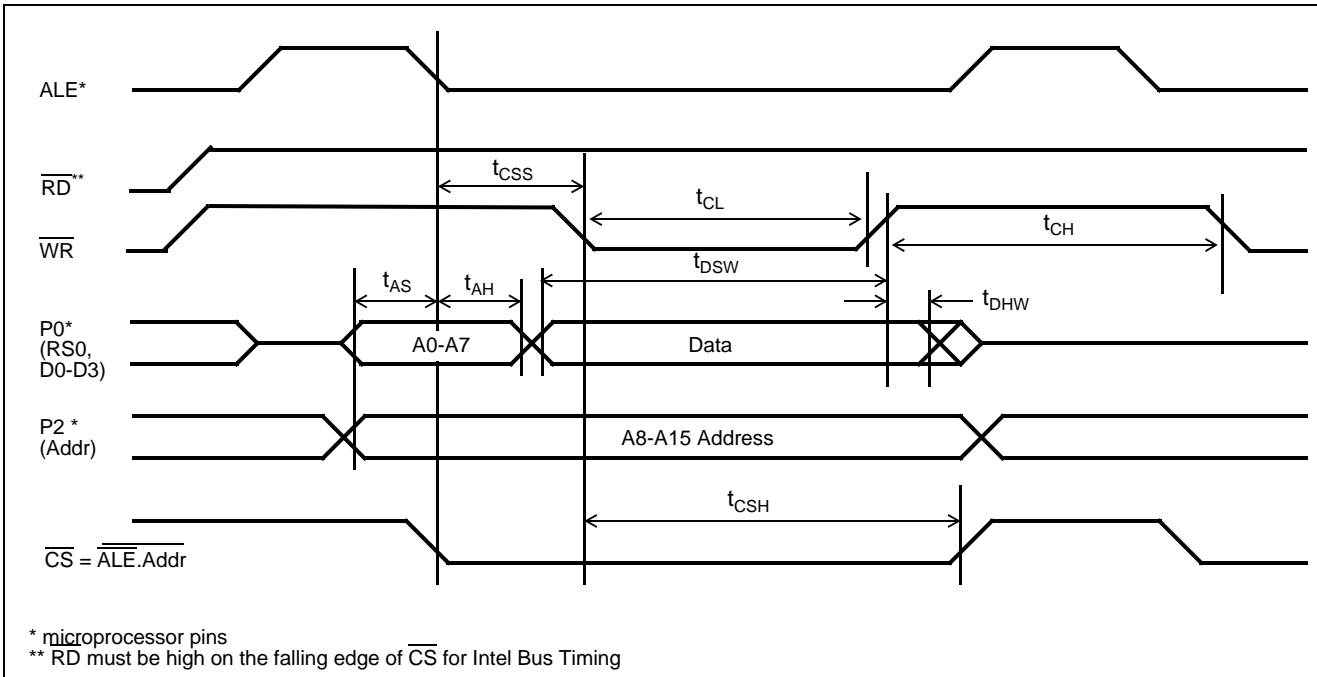 ALE*
RD**
tCSS
tCL
WR
tCH
tDSW
tAS
tAH
tDHW
P0*
(RS0,
D0-D3)
A0-A7
Data
P2 *
(Addr)
A8-A15 Address
tCSH
CS = ALE.Addr
* microprocessor pins
** RD must be high on the falling edge of CS for Intel Bus Timing